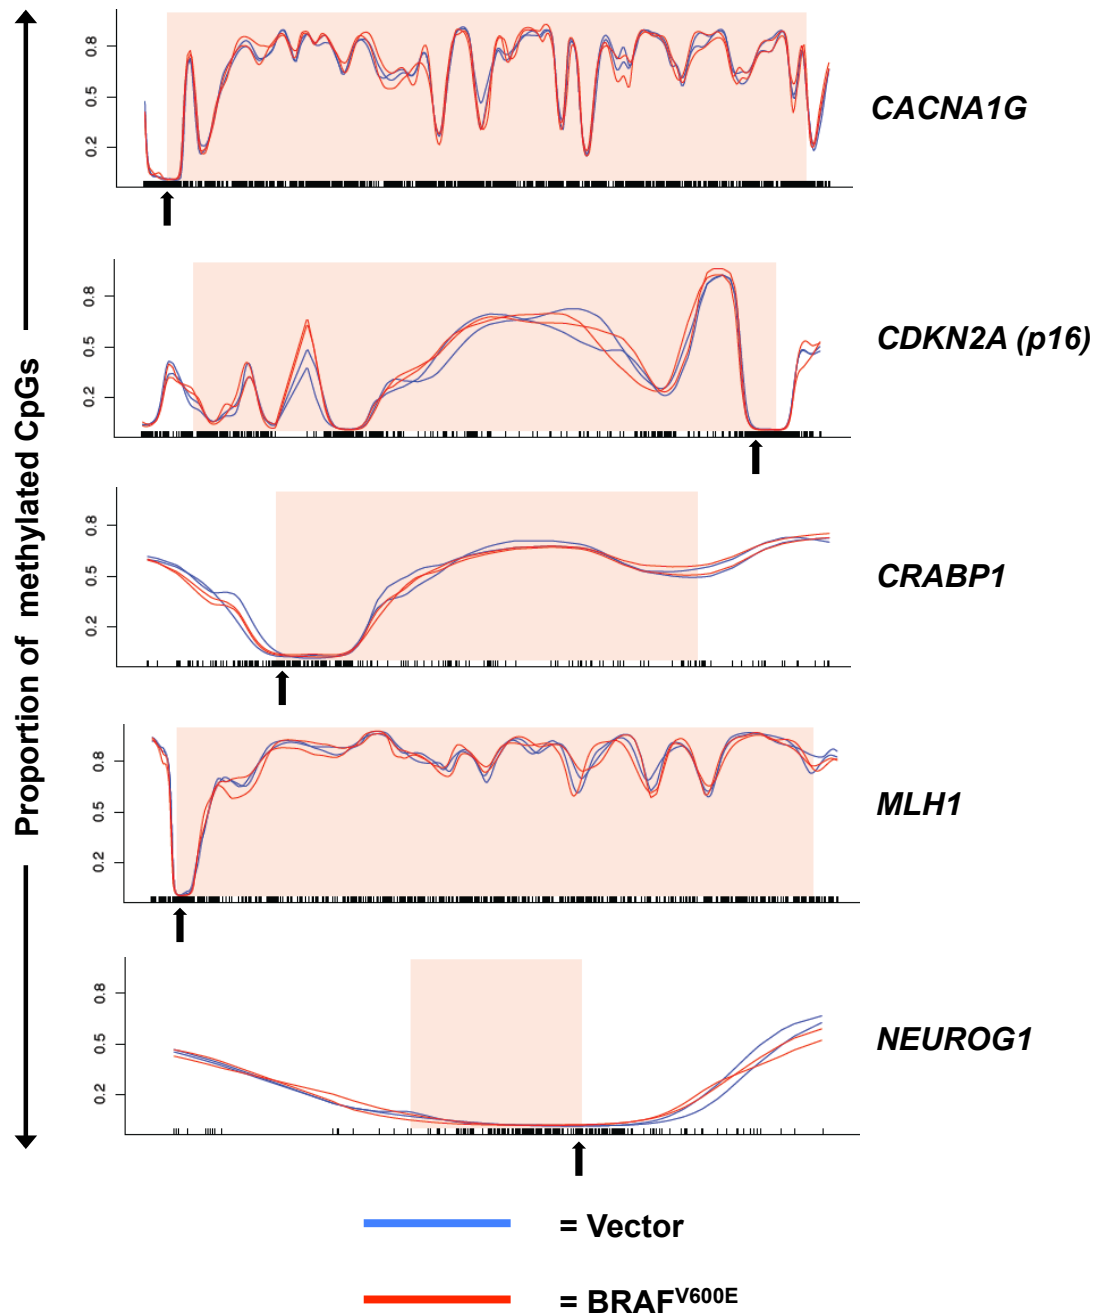 Proportion of methylated CpGs
0.8
0.5
0.2
CACNA1G
0.8
0.5
0.2
CDKN2A (p16)
0.8
0.5
0.2
CRABP1
0.8
0.5
0.2
MLH1
0.8
0.5
0.2
NEUROG1
= Vector
= BRAFV600E